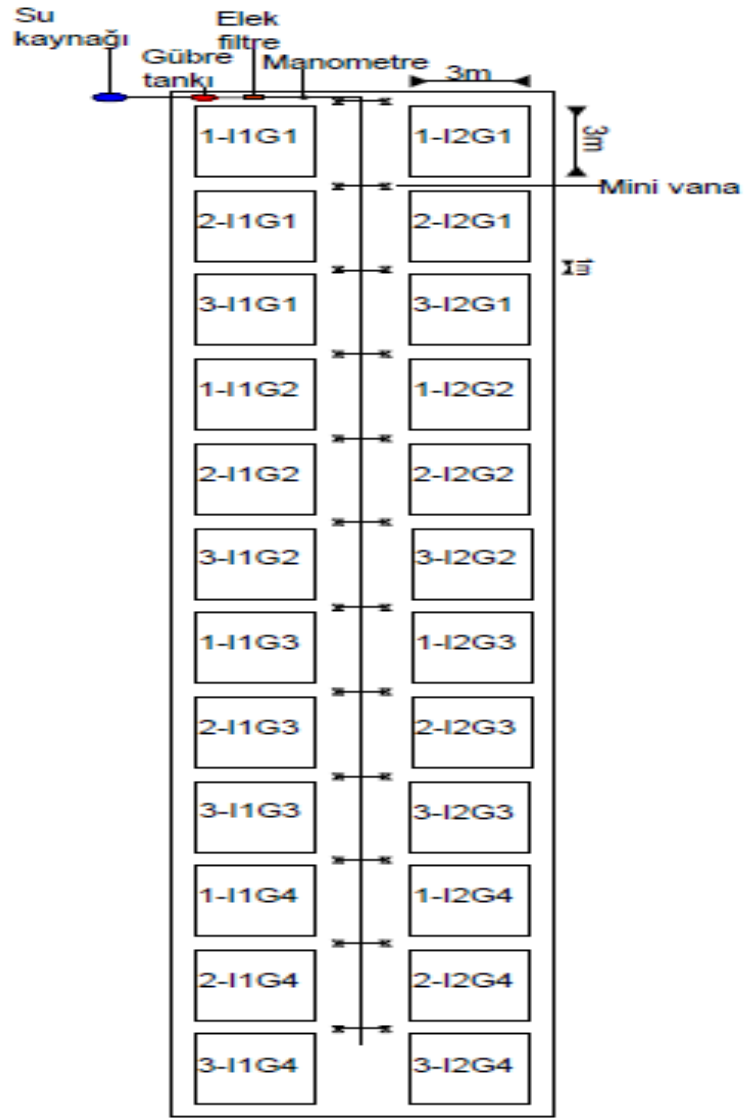 Su
kaynağı
Gübre
tankı
Elek
filtre
Manometre
3m
3m
Mini vana
1m
1-I1G1
1-I2G1
2-I1G1
2-I2G1
3-I1G1
3-I2G1
1-I1G2
1-I2G2
2-I1G2
2-I2G2
3-I1G2
3-I2G2
1-I1G3
1-I2G3
2-I1G3
2-I2G3
3-I1G3
3-I2G3
1-I1G4
1-I2G4
2-I1G4
2-I2G4
3-I1G4
3-I2G4